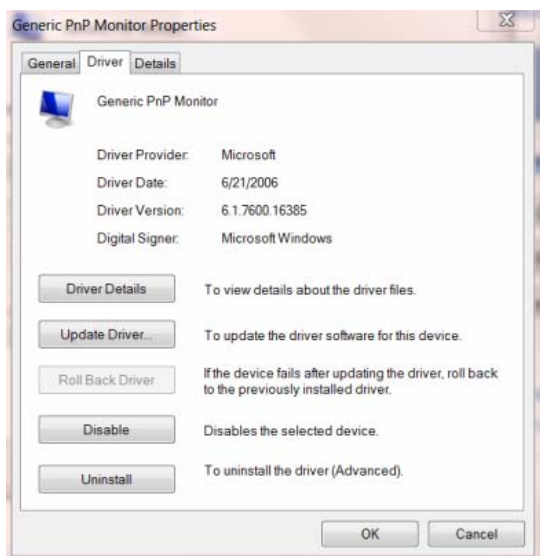 Generic PnP Monitor Properties
General Driver Details
Generic PnP Monitor
Driver Provider: Microsoft
Driver Date: 6/21/2006
Driver Version: 6.1.7600.16385
Digital Signer: Microsoft Windows
Driver Details To view details about the driver files.
Update Driver... To update the driver software for this device.
Roll Back Driver If the device fails after updating the driver, roll back
to the previously installed driver.
Disable Disables the selected device.
Uninstall To uninstall the driver (Advanced).
OK Cancel